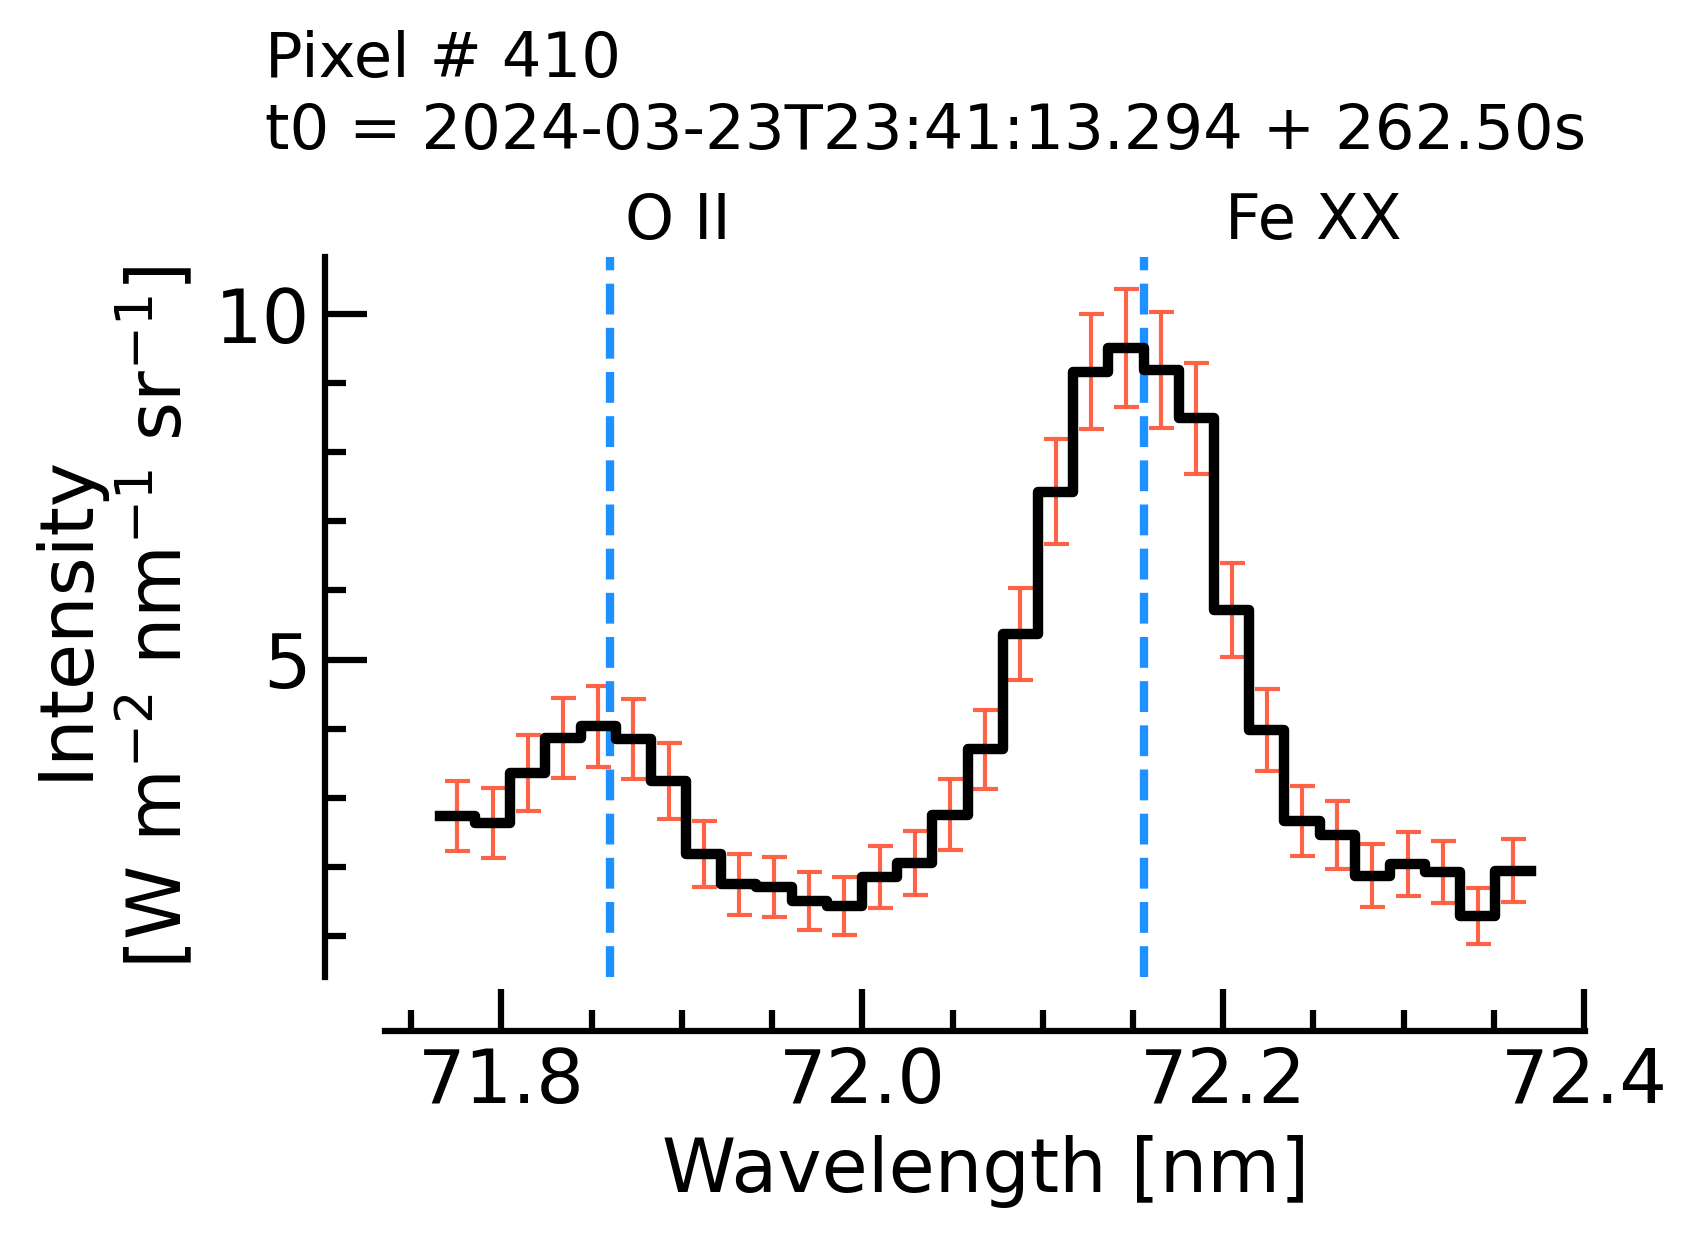 Pixel # 410
t0 = 2024-03-23T23:41:13.294 + 262.50s
O II
Fe XX
Intensity
[W m⁻² nm⁻¹ sr⁻¹]
10
5
71.8
72.0
72.2
72.4
Wavelength [nm]